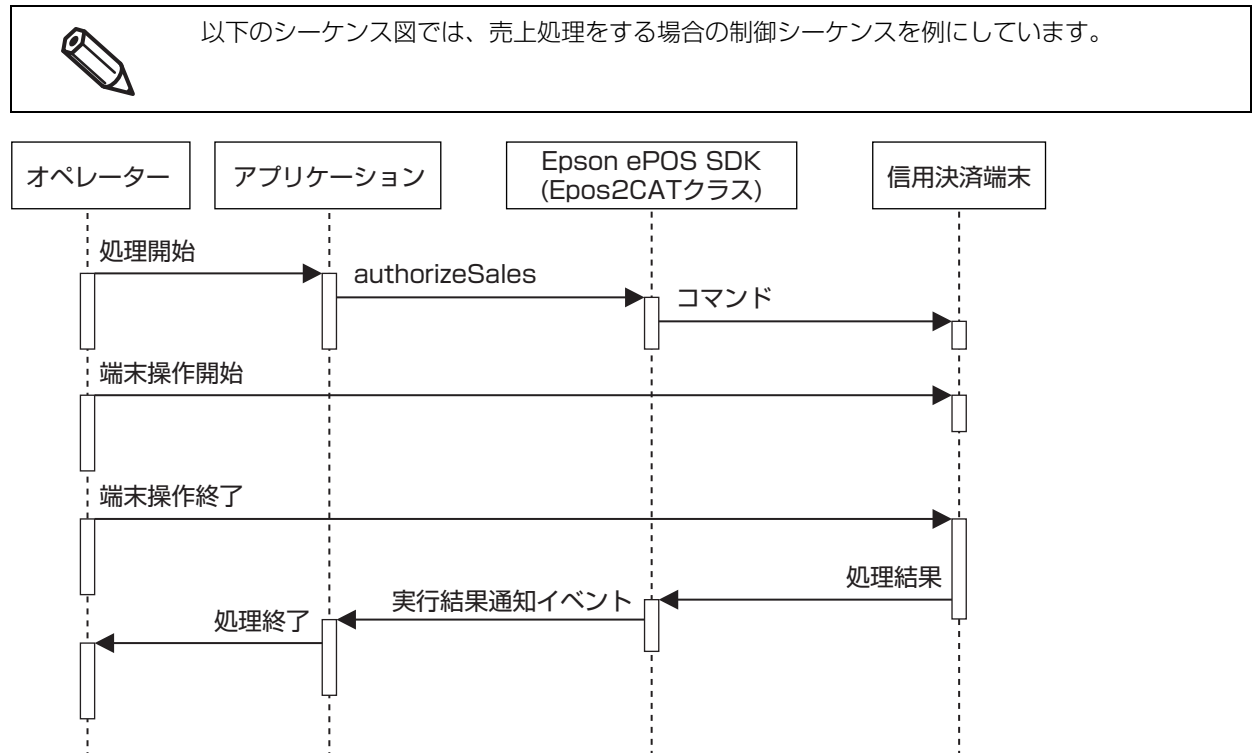 以下のシーケンス図では、売上処理をする場合の制御シーケンスを例にしています。
オペレーター
アプリケーション
Epson ePOS SDK
(Epos2CATクラス)
信用決済端末
処理開始
authorizeSales
コマンド
端末操作開始
端末操作終了
処理結果
実行結果通知イベント
処理終了